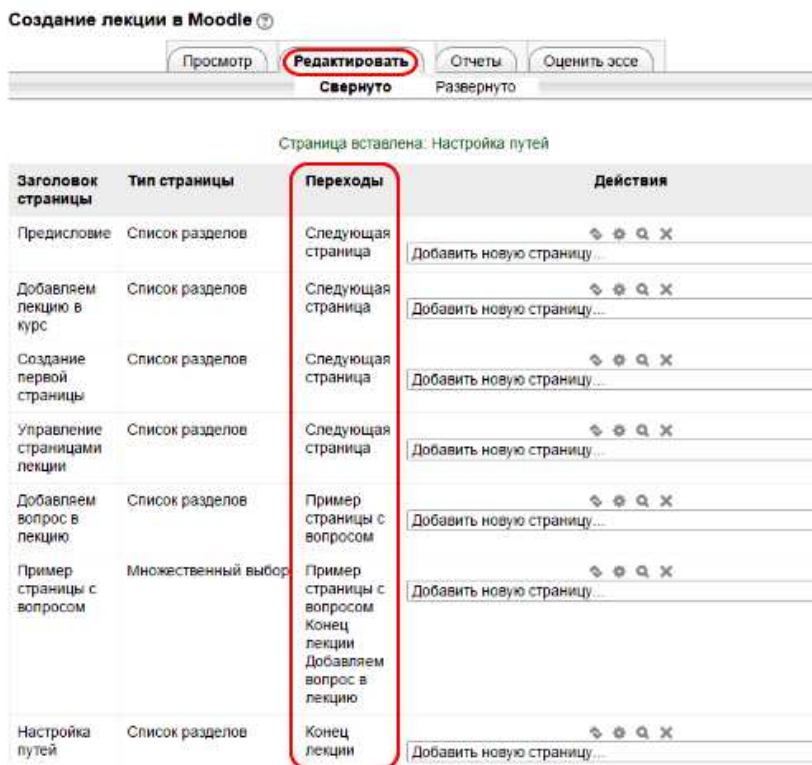 Создание лекции в Moodle ?
Просмотр Редактировать Отчеты Оценить эссе
Свернуто Развернуто
Страница вставлена: Настройка путей
Заголовок страницы Тип страницы Переходы Действия
Предисловие Список разделов Следующая страница
Добавить новую страницу...
Добавляем лекцию в курс Список разделов Следующая страница
Добавить новую страницу...
Создание первой страницы Список разделов Следующая страница
Добавить новую страницу...
Управление страницами лекции Список разделов Следующая страница
Добавить новую страницу...
Добавляем вопрос в лекцию Список разделов Пример страницы с вопросом
Добавить новую страницу...
Пример страницы с вопросом Множественный выбор Пример страницы с вопросом
Конец лекции
Добавляем вопрос в лекцию
Добавить новую страницу...
Настройка путей Список разделов Конец лекции
Добавить новую страницу...